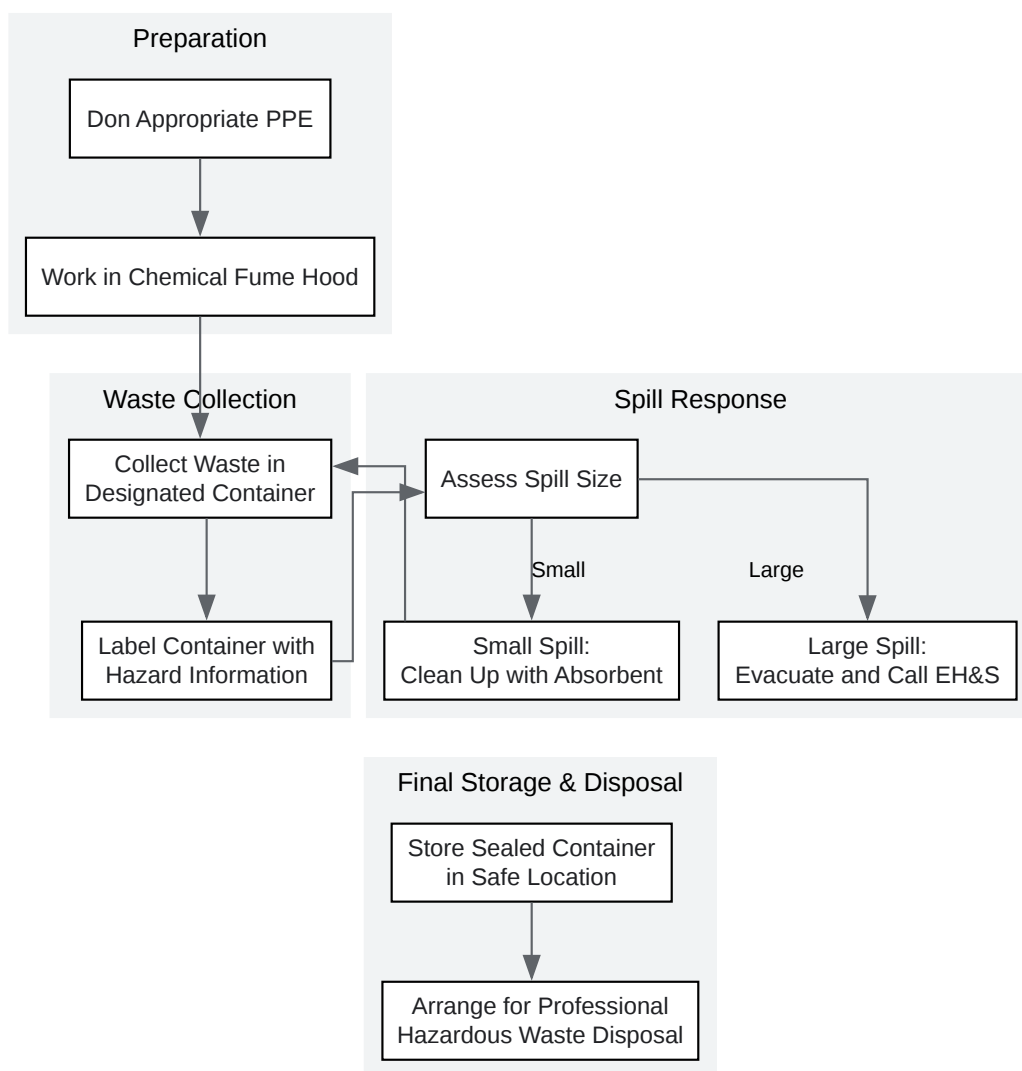 Preparation
Don Appropriate PPE
Work in Chemical Fume Hood
Waste Collection
Collect Waste in
Designated Container
Label Container with
Hazard Information
Spill Response
Assess Spill Size
Small
Large
Small Spill:
Clean Up with Absorbent
Large Spill:
Evacuate and Call EH&S
Final Storage & Disposal
Store Sealed Container
in Safe Location
Arrange for Professional
Hazardous Waste Disposal